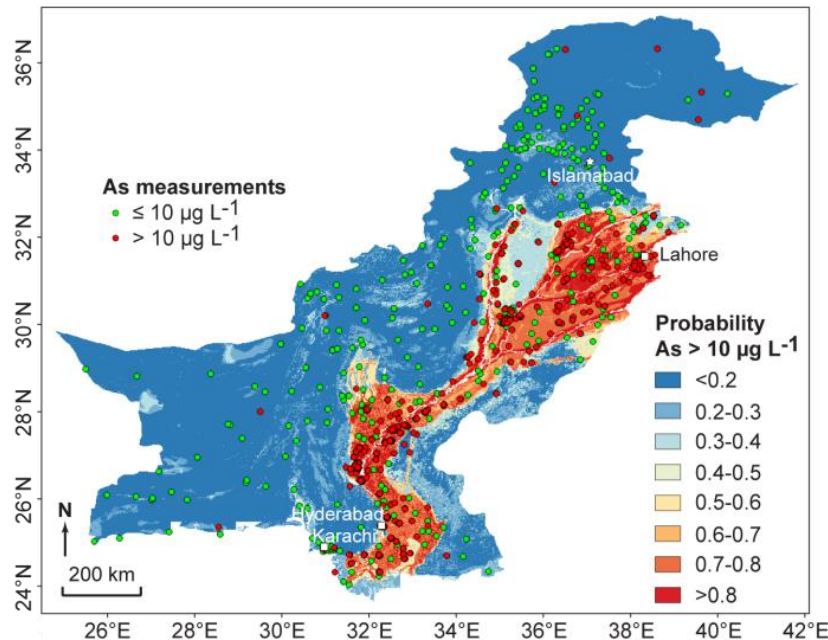 36°N
34°N
32°N
30°N
28°N
26°N
24°N
As measurements
≤ 10 µg L-1
> 10 µg L-1
Islamabad
Lahore
Hyderabad
Karachi
N
200 km
Probability
As > 10 µg L-1
<0.2
0.2-0.3
0.3-0.4
0.4-0.5
0.5-0.6
0.6-0.7
0.7-0.8
>0.8
26°E 28°E 30°E 32°E 34°E 36°E 38°E 40°E 42°E